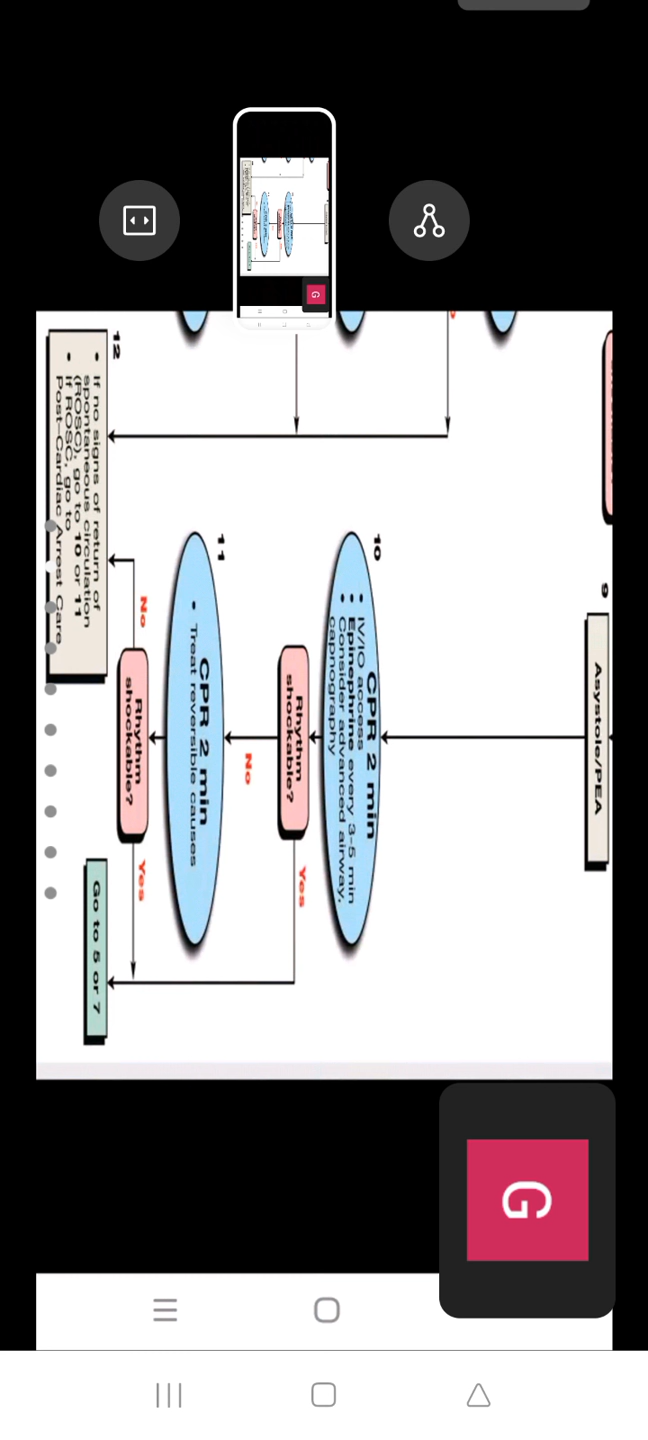 9
Asystole/PEA
10
CPR 2 min
• IV/IO access
• Epinephrine every 3-5 min
• Consider advanced airway,
capnography
Rhythm
shockable?
Yes
No
11
CPR 2 min
• Treat reversible causes
Rhythm
shockable?
No
Yes
12
• If no signs of return of
spontaneous circulation
(ROSC), go to 10 or 11
• If ROSC, go to
Post-Cardiac Arrest Care
Go to 5 or 7
G